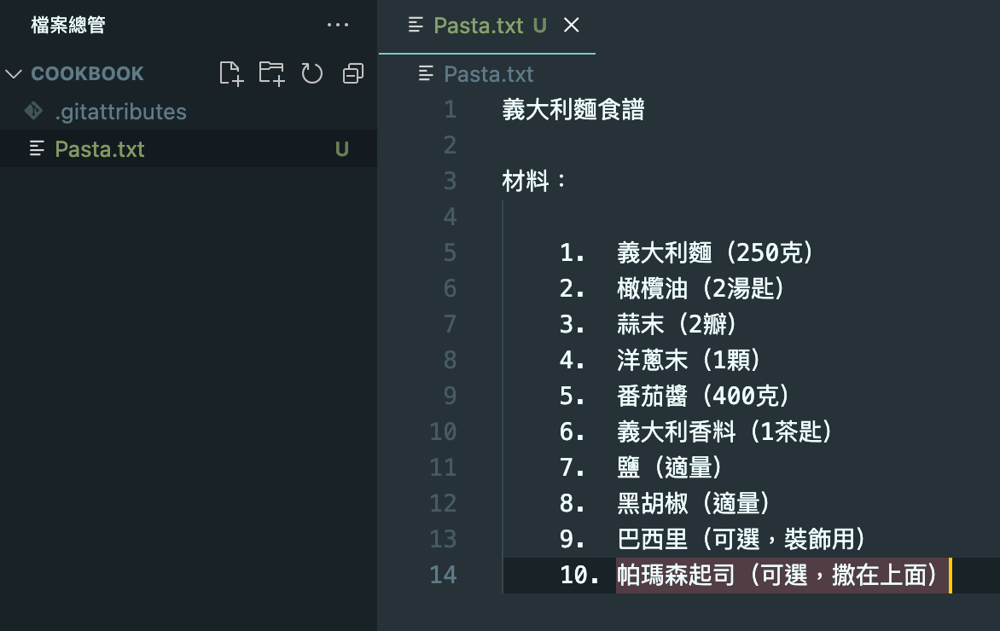 檔案總管
COOKBOOK
.gitattributes
Pasta.txt U
Pasta.txt U
Pasta.txt
1 義大利麵食譜
2
3 材料：
4
5 1. 義大利麵（250克）
6 2. 橄欖油（2湯匙）
7 3. 蒜末（2瓣）
8 4. 洋蔥末（1顆）
9 5. 番茄醬（400克）
10 6. 義大利香料（1茶匙）
11 7. 鹽（適量）
12 8. 黑胡椒（適量）
13 9. 巴西里（可選，裝飾用）
14 10. 帕瑪森起司（可選，撒在上面）